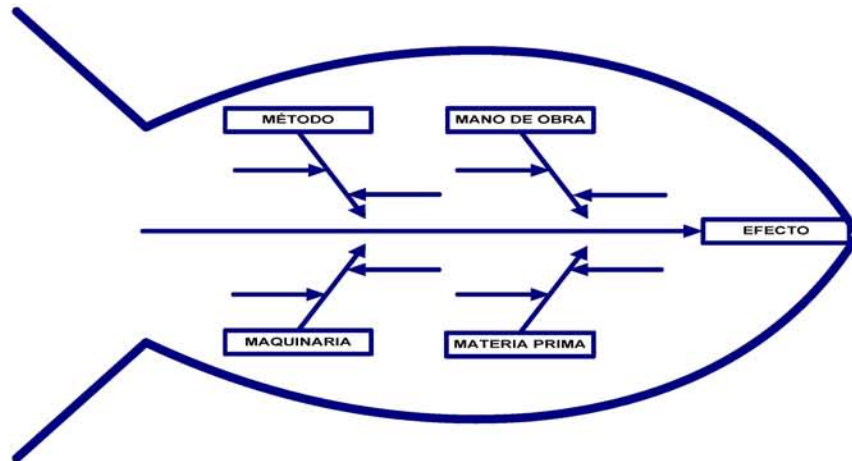 MÉTODO
MANO DE OBRA
EFECTO
MAQUINARIA
MATERIA PRIMA